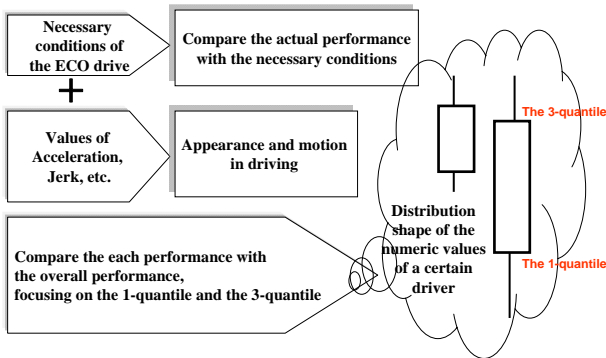 Necessary
conditions of
the ECO drive
Compare the actual performance
with the necessary conditions
+
Values of
Acceleration,
Jerk, etc.
Appearance and motion
in driving
Compare the each performance with
the overall performance,
focusing on the 1-quantile and the 3-quantile
The 3-quantile
Distribution
shape of the
numeric values
of a certain
driver
The 1-quantile